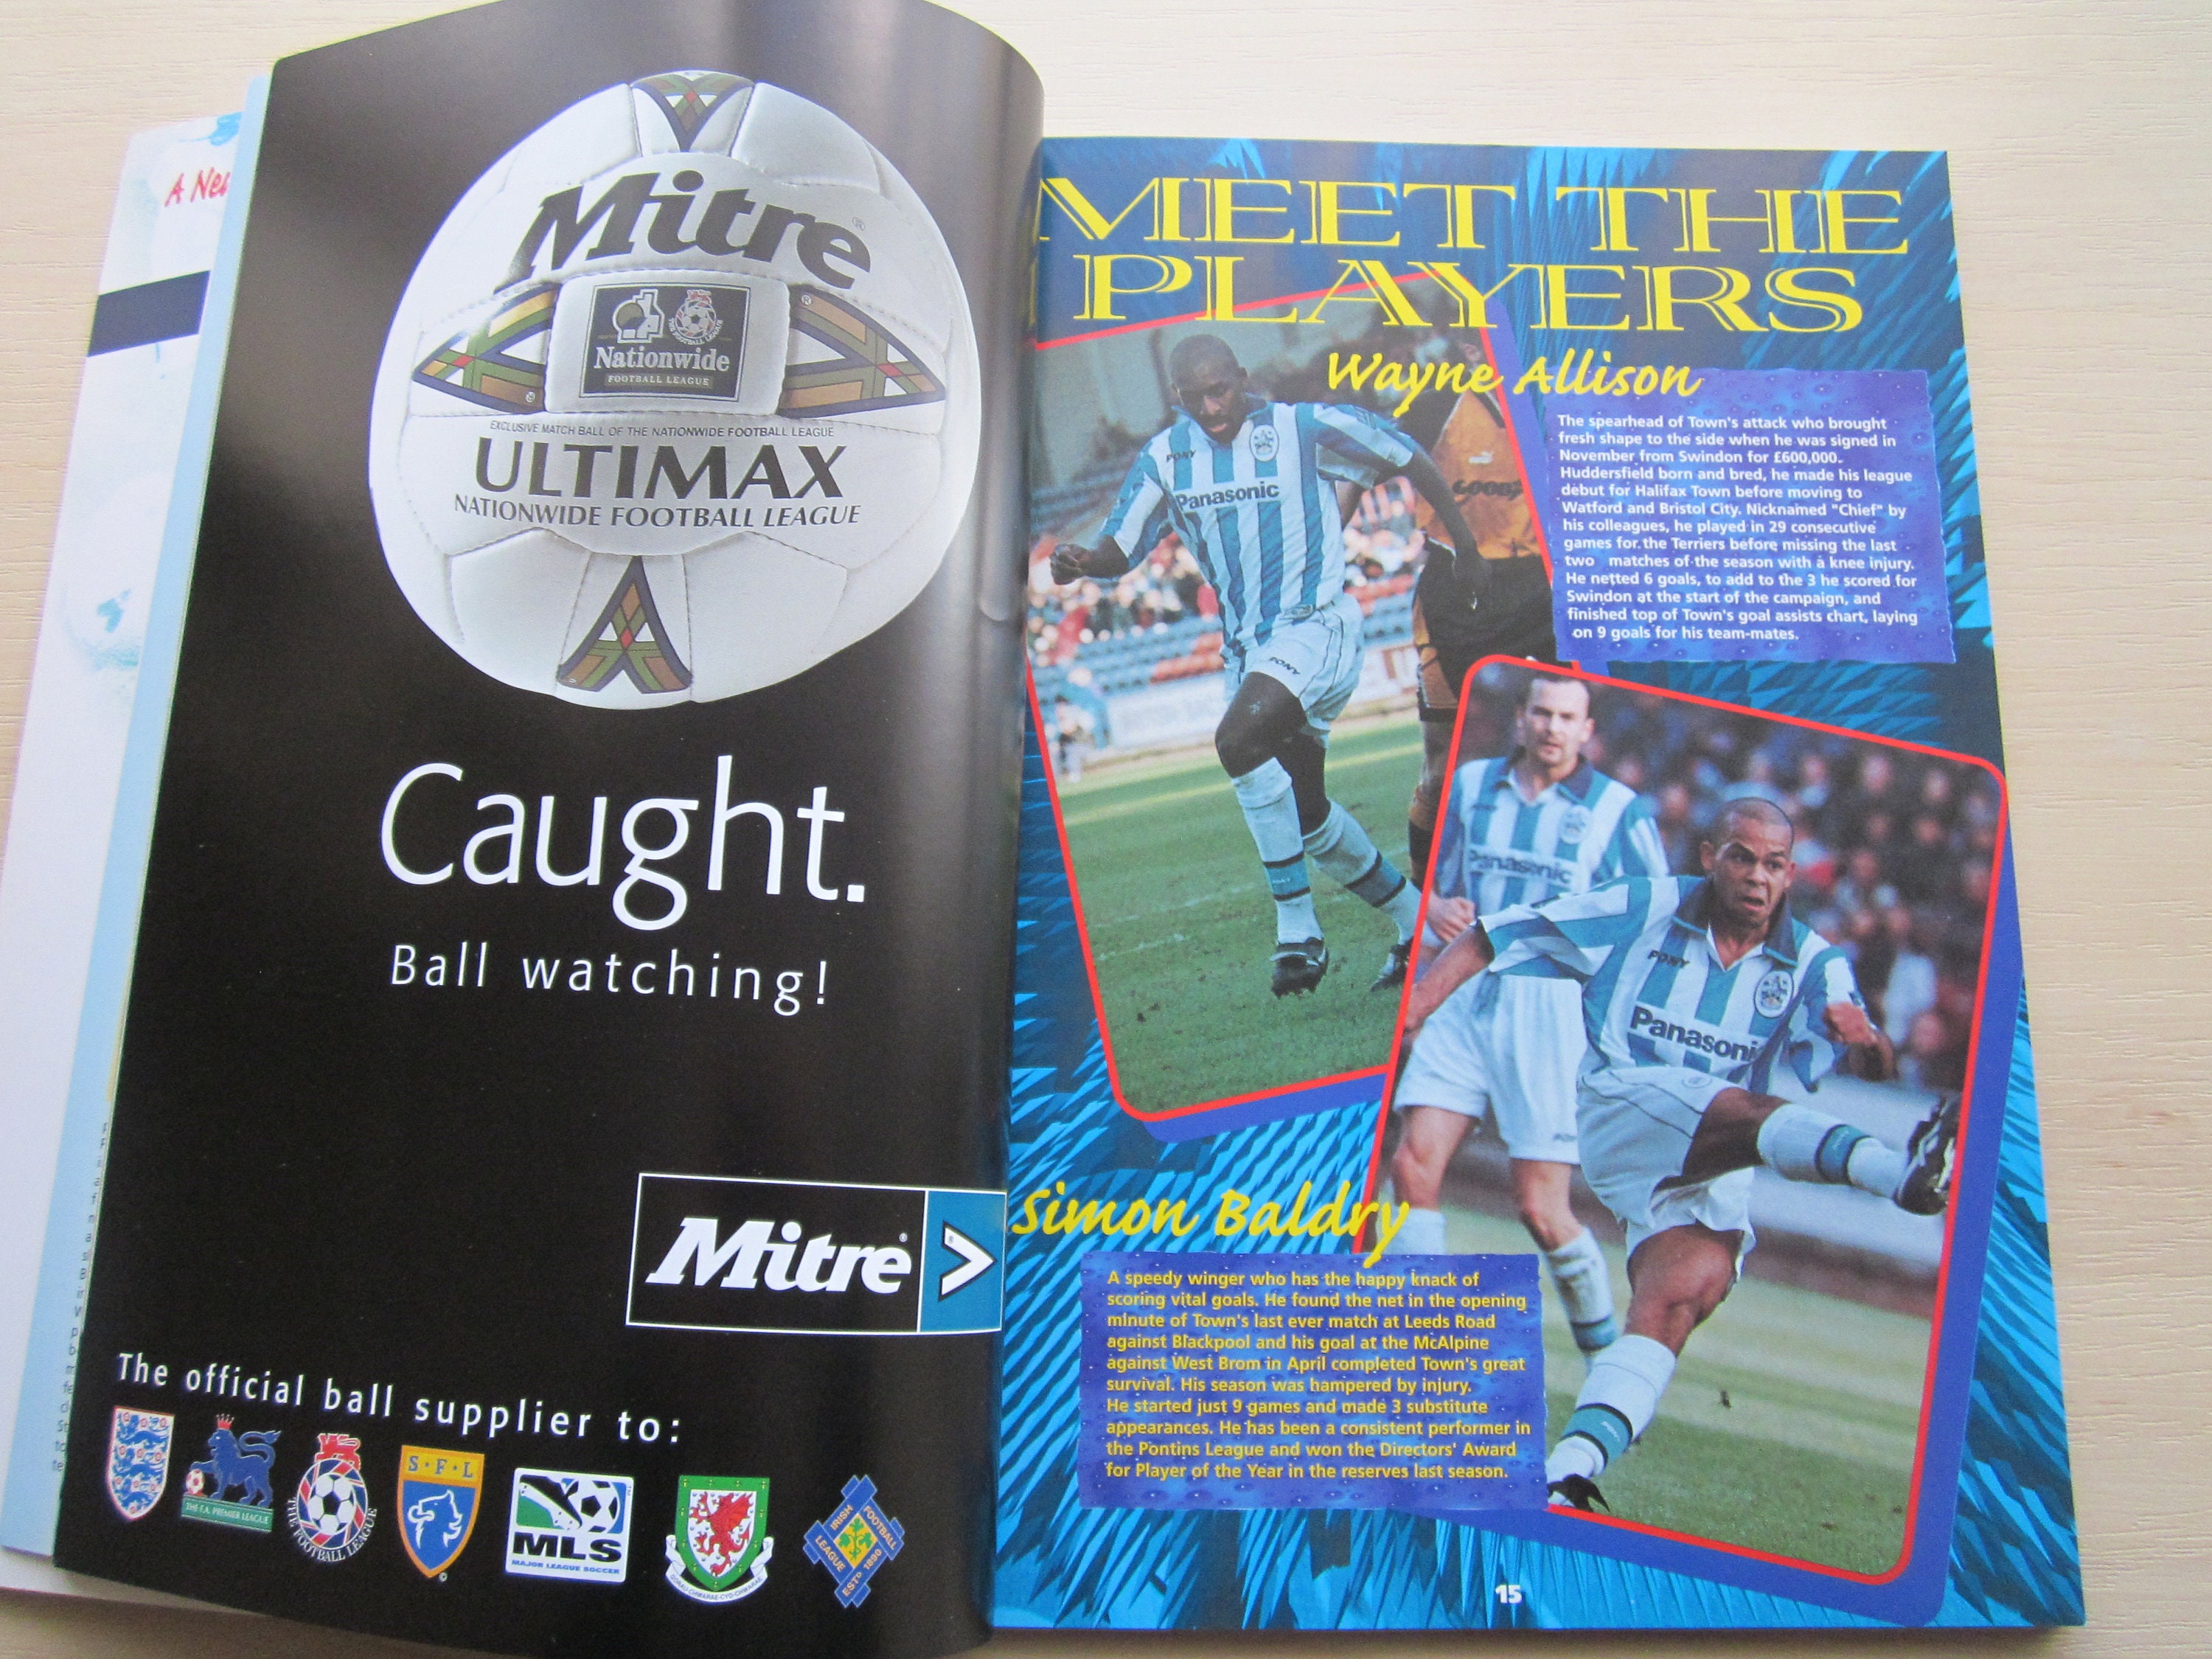 A New
Mitre
Nationwide
FOOTBALL LEAGUE
EXCLUSIVE MATCH BALL OF THE NATIONWIDE FOOTBALL LEAGUE
ULTIMAX
NATIONWIDE FOOTBALL LEAGUE
Caught.
Ball watching!
Mitre
The official ball supplier to:
THE F.A. PREMIER LEAGUE
THE FOOTBALL LEAGUE
S·F·L
MLS
MAJOR LEAGUE SOCCER
IRISH FOOTBALL LEAGUE ESTD 1890
MEET THE
PLAYERS
Wayne Allison
The spearhead of Town's attack who brought
fresh shape to the side when he was signed in
November from Swindon for £600,000.
Huddersfield born and bred, he made his league
debut for Halifax Town before moving to
Watford and Bristol City. Nicknamed "Chief" by
his colleagues, he played in 29 consecutive
games for the Terriers before missing the last
two matches of the season with a knee injury.
He netted 6 goals, to add to the 3 he scored for
Swindon at the start of the campaign, and
finished top of Town's goal assists chart, laying
on 9 goals for his team-mates.
PONY
Panasonic
PONY
Panasonic
PONY
Panasonic
Simon Baldry
A speedy winger who has the happy knack of
scoring vital goals. He found the net in the opening
minute of Town's last ever match at Leeds Road
against Blackpool and his goal at the McAlpine
against West Brom in April completed Town's great
survival. His season was hampered by injury.
He started just 9 games and made 3 substitute
appearances. He has been a consistent performer in
the Pontins League and won the Directors' Award
for Player of the Year in the reserves last season.
15